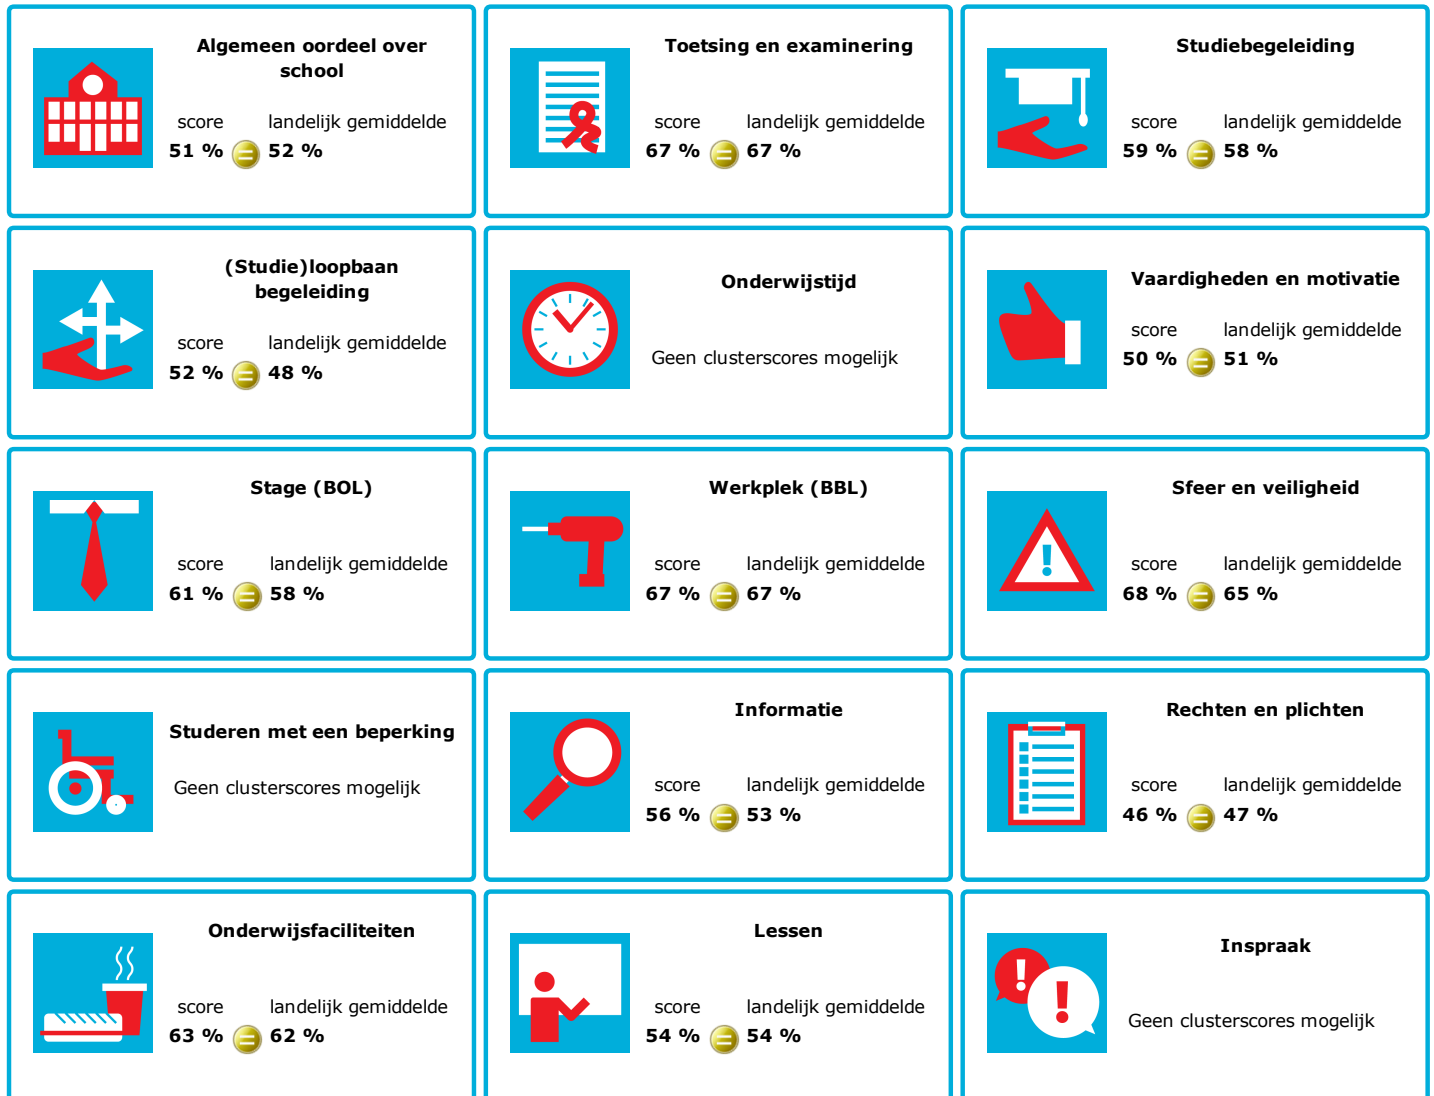 Algemeen oordeel over
school
score landelijk gemiddelde
51 % = 52 %
Toetsing en examinering
score landelijk gemiddelde
67 % = 67 %
Studiebegeleiding
score landelijk gemiddelde
59 % = 58 %
(Studie)loopbaan
begeleiding
score landelijk gemiddelde
52 % = 48 %
Onderwijstijd
Geen clusterscores mogelijk
Vaardigheden en motivatie
score landelijk gemiddelde
50 % = 51 %
Stage (BOL)
score landelijk gemiddelde
61 % = 58 %
Werkplek (BBL)
score landelijk gemiddelde
67 % = 67 %
Sfeer en veiligheid
score landelijk gemiddelde
68 % = 65 %
Studeren met een beperking
Geen clusterscores mogelijk
Informatie
score landelijk gemiddelde
56 % = 53 %
Rechten en plichten
score landelijk gemiddelde
46 % = 47 %
Onderwijsfaciliteiten
score landelijk gemiddelde
63 % = 62 %
Lessen
score landelijk gemiddelde
54 % = 54 %
Inspraak
Geen clusterscores mogelijk